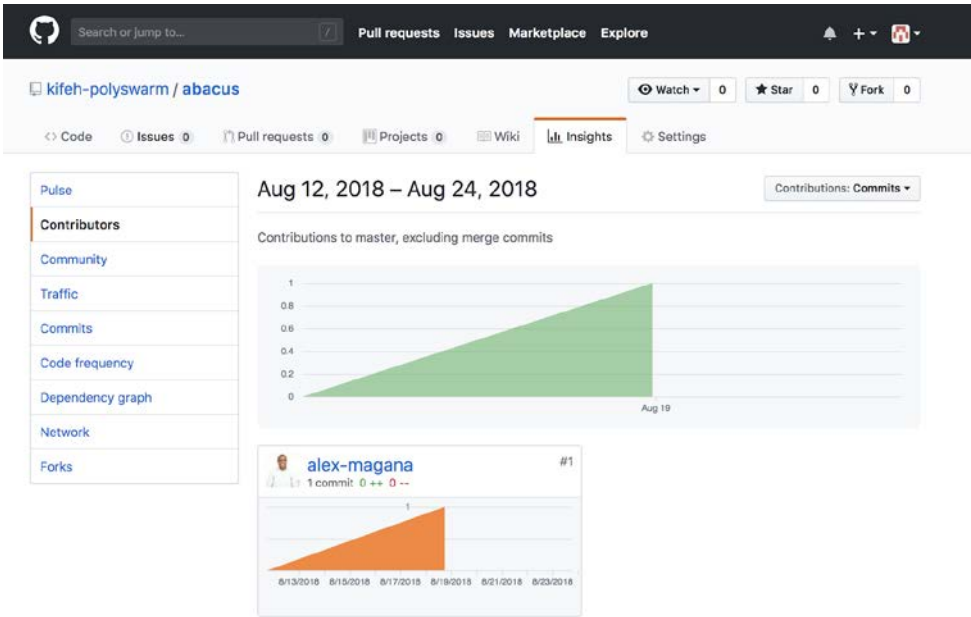 Search or jump to... / Pull requests Issues Marketplace Explore
kifeh-polyswarm / abacus Watch 0 Star 0 Fork 0
Code Issues 0 Pull requests 0 Projects 0 Wiki Insights Settings
Pulse
Contributors
Community
Traffic
Commits
Code frequency
Dependency graph
Network
Forks
Aug 12, 2018 – Aug 24, 2018 Contributions: Commits
Contributions to master, excluding merge commits
1
0.8
0.6
0.4
0.2
0
Aug 19
alex-magana #1
1 commit 0 ++ 0 --
1
8/13/2018 8/15/2018 8/17/2018 8/19/2018 8/21/2018 8/23/2018